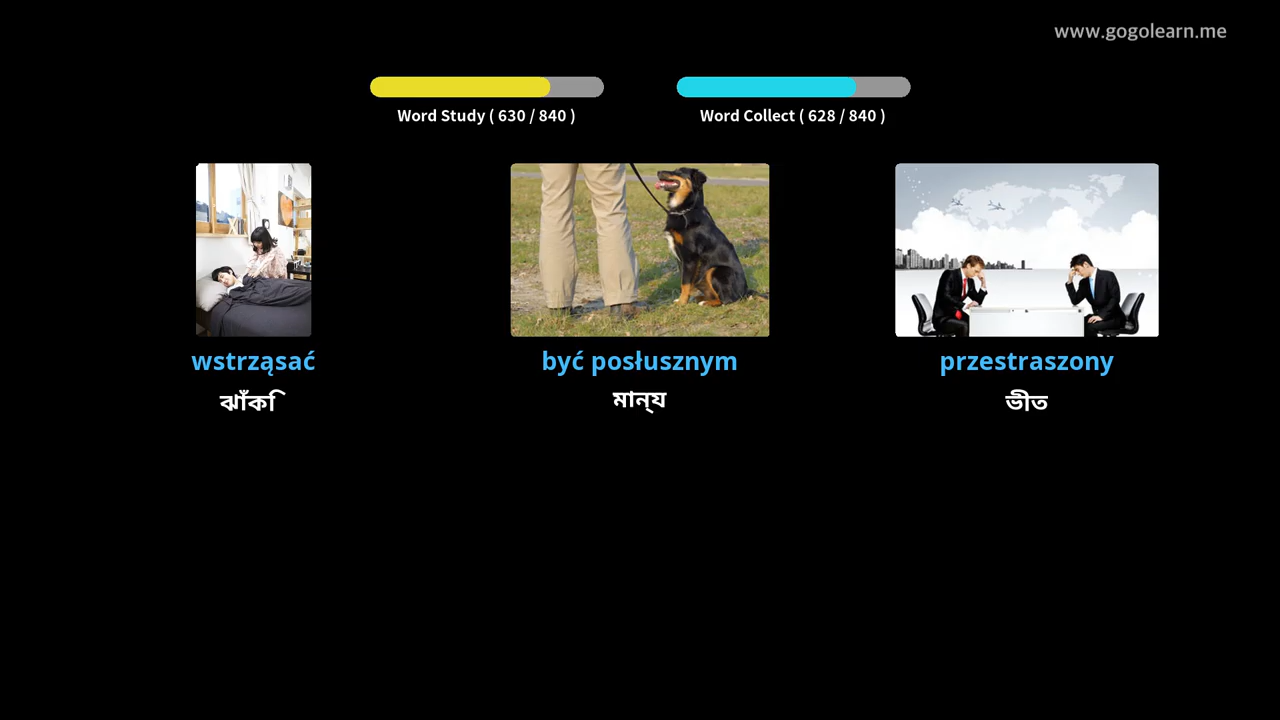 www.gogolearn.me
Word Study ( 630 / 840 )
Word Collect ( 628 / 840 )
wstrząsać
być posłusznym
przestraszony
ঝাঁকি
মান্য
ভীত